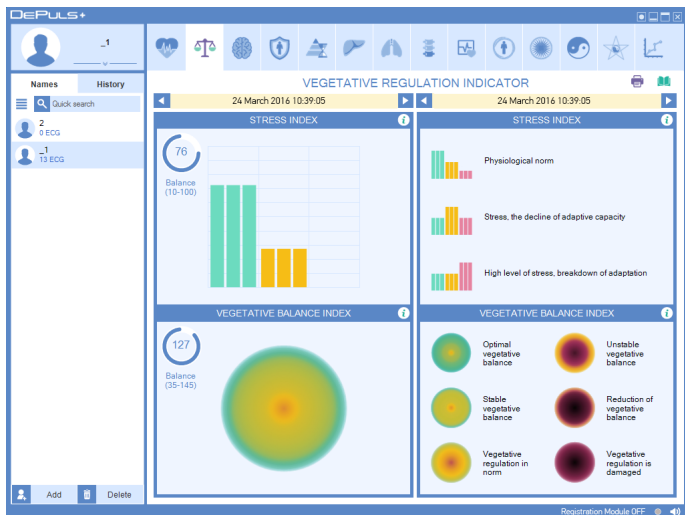 DePuls+
_1
Names
History
Quick search
2
0 ECG
_1
13 ECG
Add
Delete
VEGETATIVE REGULATION INDICATOR
24 March 2016 10:39:05
24 March 2016 10:39:05
STRESS INDEX
i
76
Balance
(10-100)
STRESS INDEX
i
Physiological norm
Stress, the decline of adaptive capacity
High level of stress, breakdown of adaptation
VEGETATIVE BALANCE INDEX
i
127
Balance
(35-145)
VEGETATIVE BALANCE INDEX
i
Optimal
vegetative
balance
Unstable
vegetative
balance
Stable
vegetative
balance
Reduction of
vegetative
balance
Vegetative
regulation in
norm
Vegetative
regulation is
damaged
Registration Module OFF